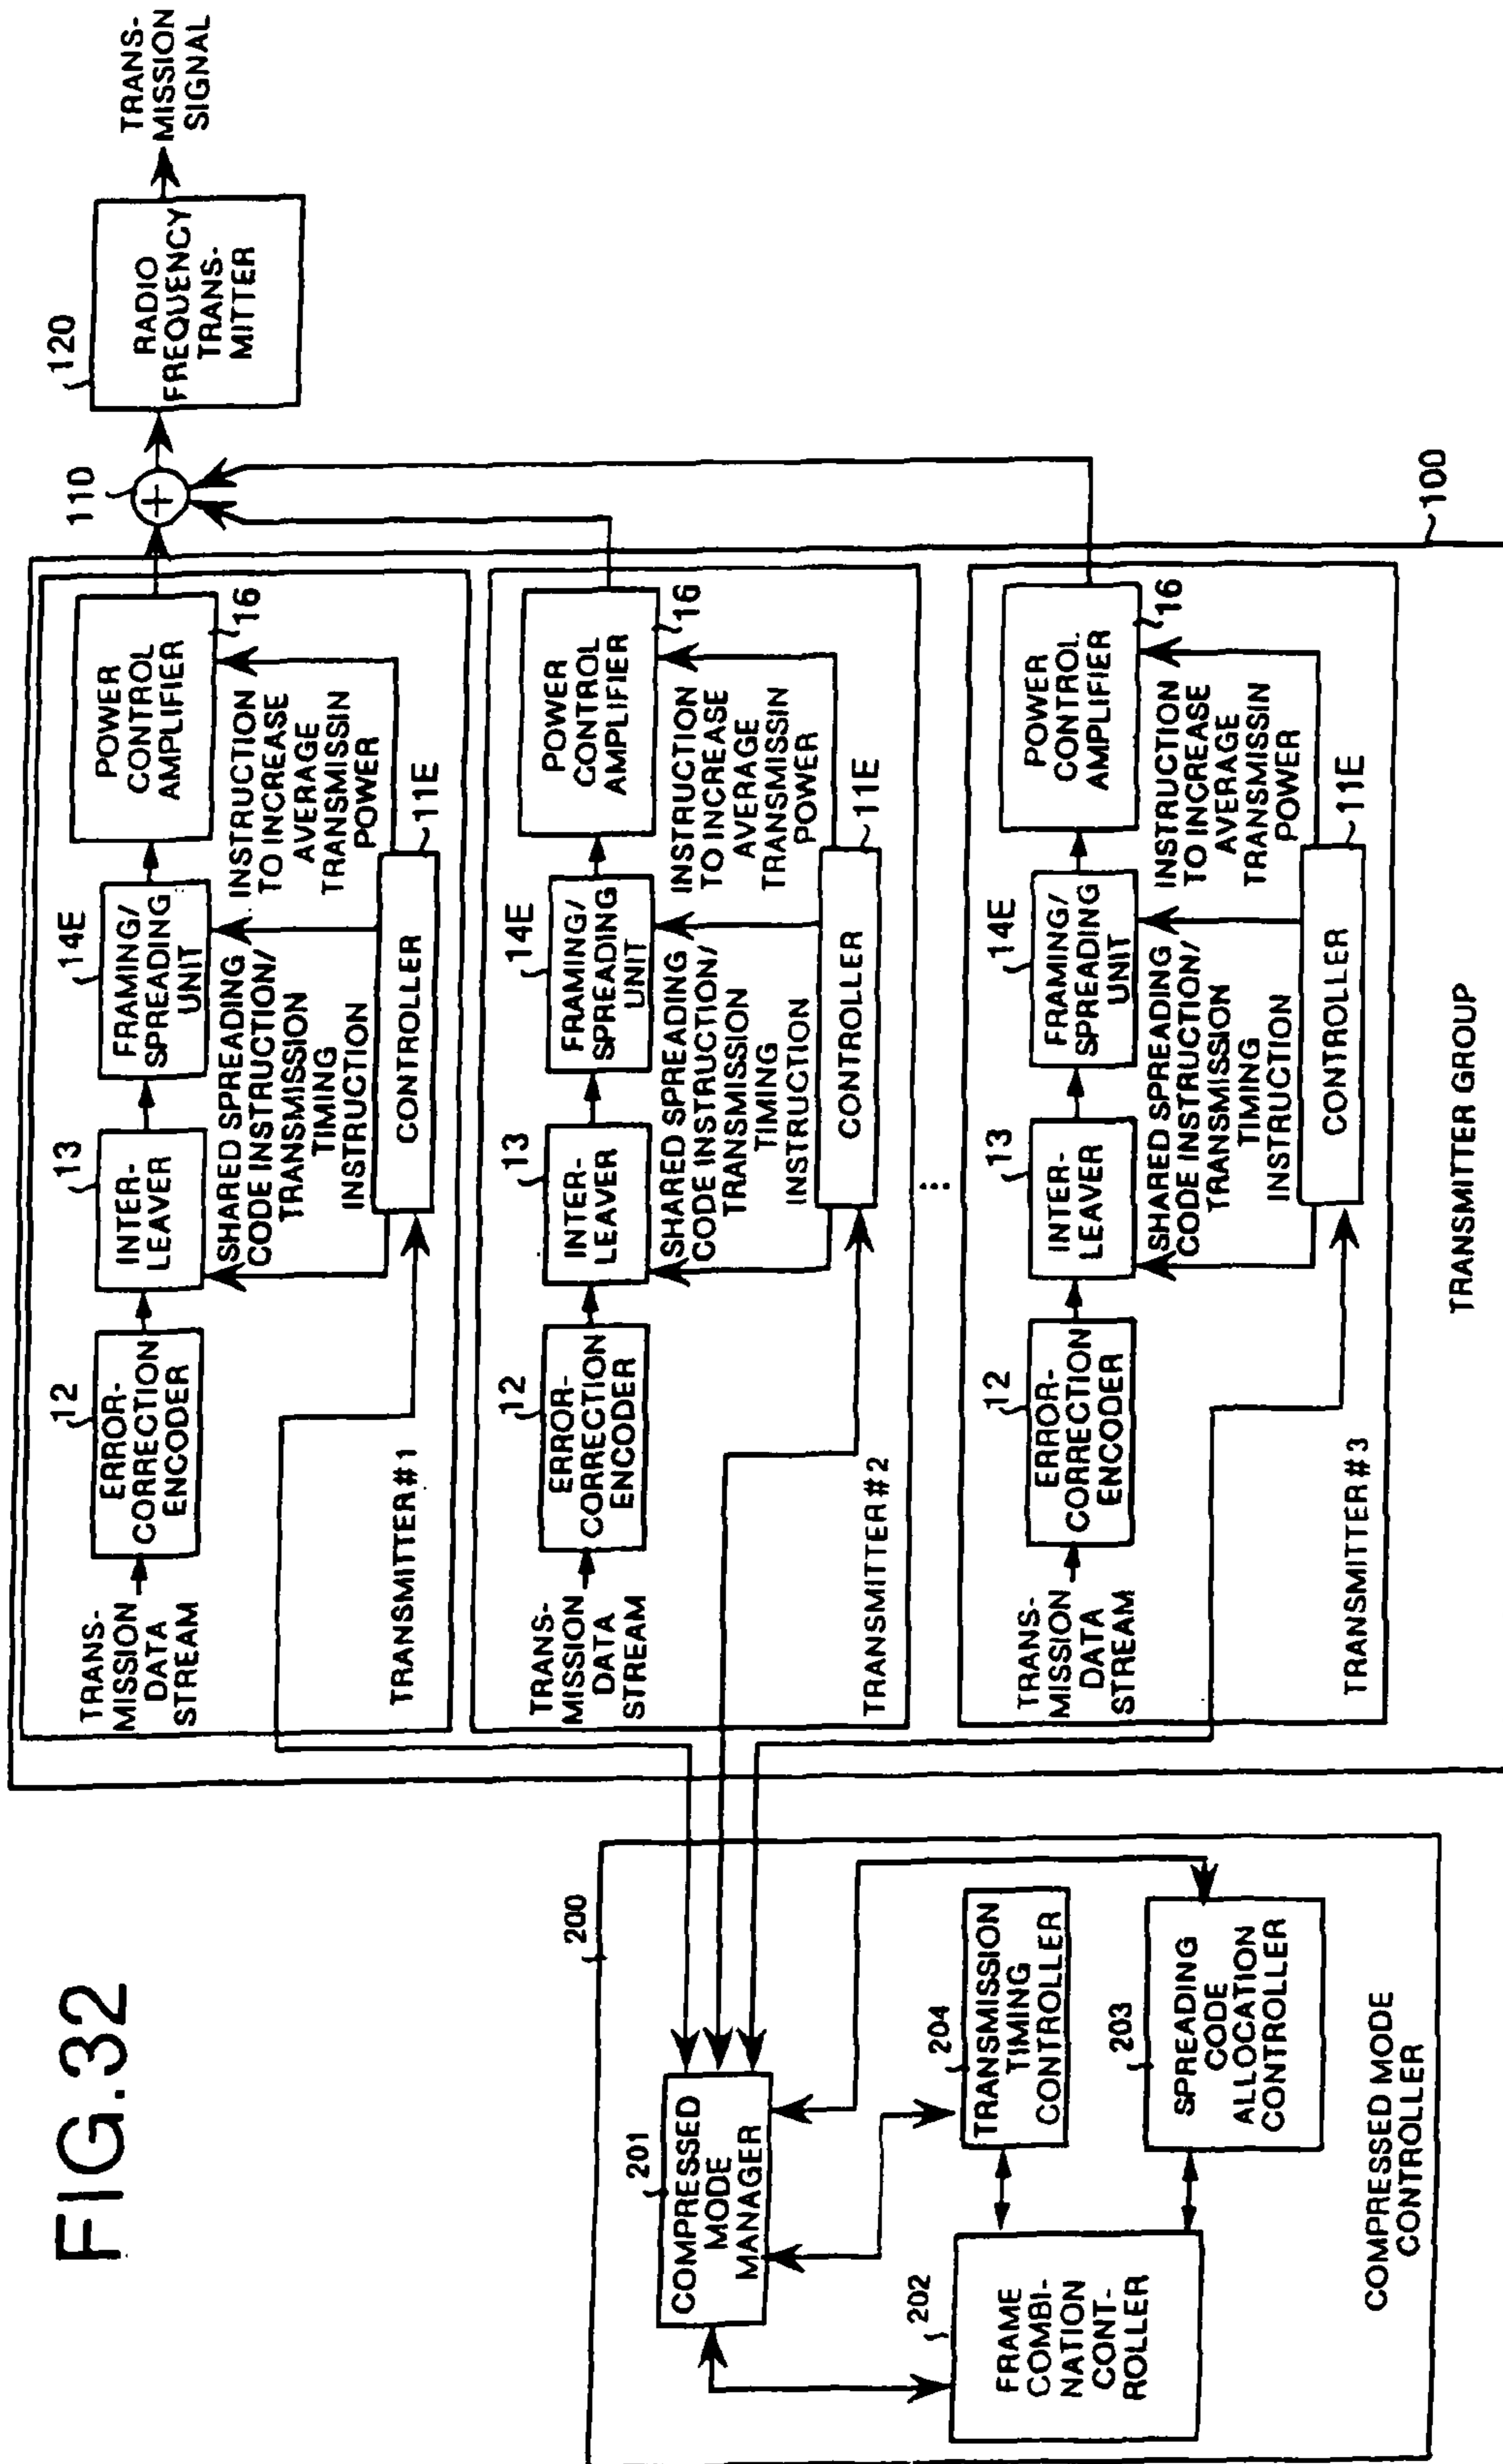 FIG.32
200
201
COMPRESSED
MODE
MANAGER
202
FRAME
COMBI-
NATION
CONT-
ROLLER
204
TRANSMISSION
TIMING
CONTROLLER
203
SPREADING
CODE
ALLOCATION
CONTROLLER
COMPRESSED MODE
CONTROLLER
TRANS-
MISSION
DATA
STREAM
12
ERROR-
CORRECTION
ENCODER
13
INTER-
LEAVER
14E
FRAMING/
SPREADING
UNIT
POWER
CONTROL
AMPLIFIER
16
SHARED SPREADING
CODE INSTRUCTION/
TRANSMISSION
TIMING
INSTRUCTION
INSTRUCTION
TO INCREASE
AVERAGE
TRANSMISSIN
POWER
CONTROLLER
11E
TRANSMITTER#1
TRANS-
MISSION
DATA
STREAM
12
ERROR-
CORRECTION
ENCODER
13
INTER-
LEAVER
14E
FRAMING/
SPREADING
UNIT
POWER
CONTROL
AMPLIFIER
16
SHARED SPREADING
CODE INSTRUCTION/
TRANSMISSION
TIMING
INSTRUCTION
INSTRUCTION
TO INCREASE
AVERAGE
TRANSMISSIN
POWER
CONTROLLER
11E
TRANSMITTER#2
TRANS-
MISSION
DATA
STREAM
12
ERROR-
CORRECTION
ENCODER
13
INTER-
LEAVER
14E
FRAMING/
SPREADING
UNIT
POWER
CONTROL
AMPLIFIER
16
SHARED SPREADING
CODE INSTRUCTION/
TRANSMISSION
TIMING
INSTRUCTION
INSTRUCTION
TO INCREASE
AVERAGE
TRANSMISSIN
POWER
CONTROLLER
11E
TRANSMITTER#3
TRANSMITTER GROUP
100
110
+
120
RADIO
FREQUENCY
TRANS-
MITTER
TRANS-
MISSION
SIGNAL